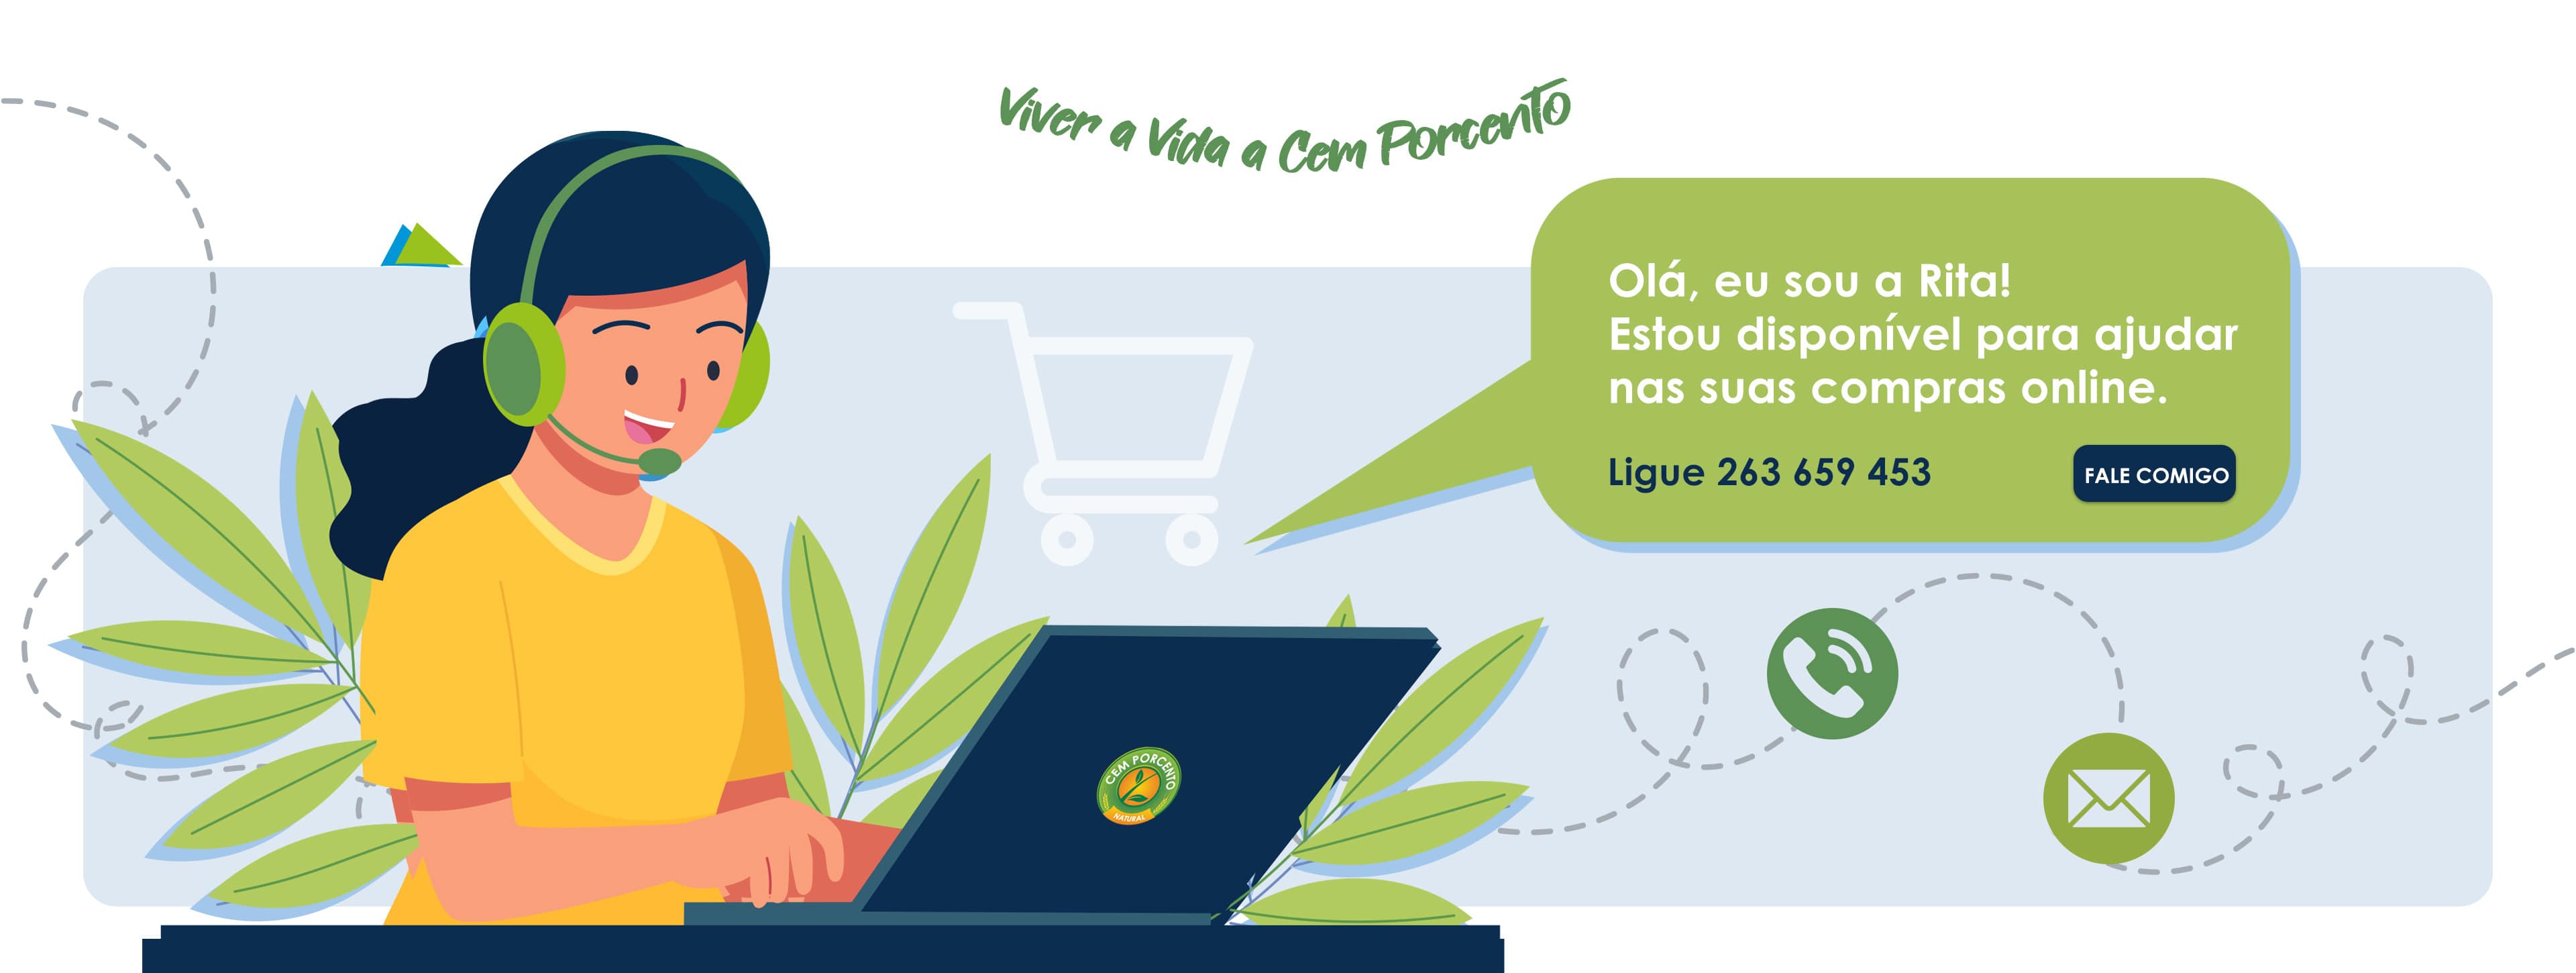 Viver a Vida a Cem Porcento
Olá, eu sou a Rita!
Estou disponível para ajudar
nas suas compras online.
Ligue 263 659 453
FALE COMIGO
CEM PORCENTO
NATURAL